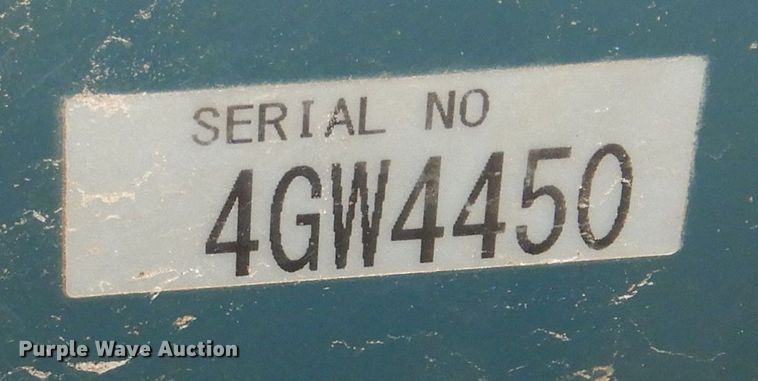 SERIAL NO
4GW4450
Purple Wave Auction